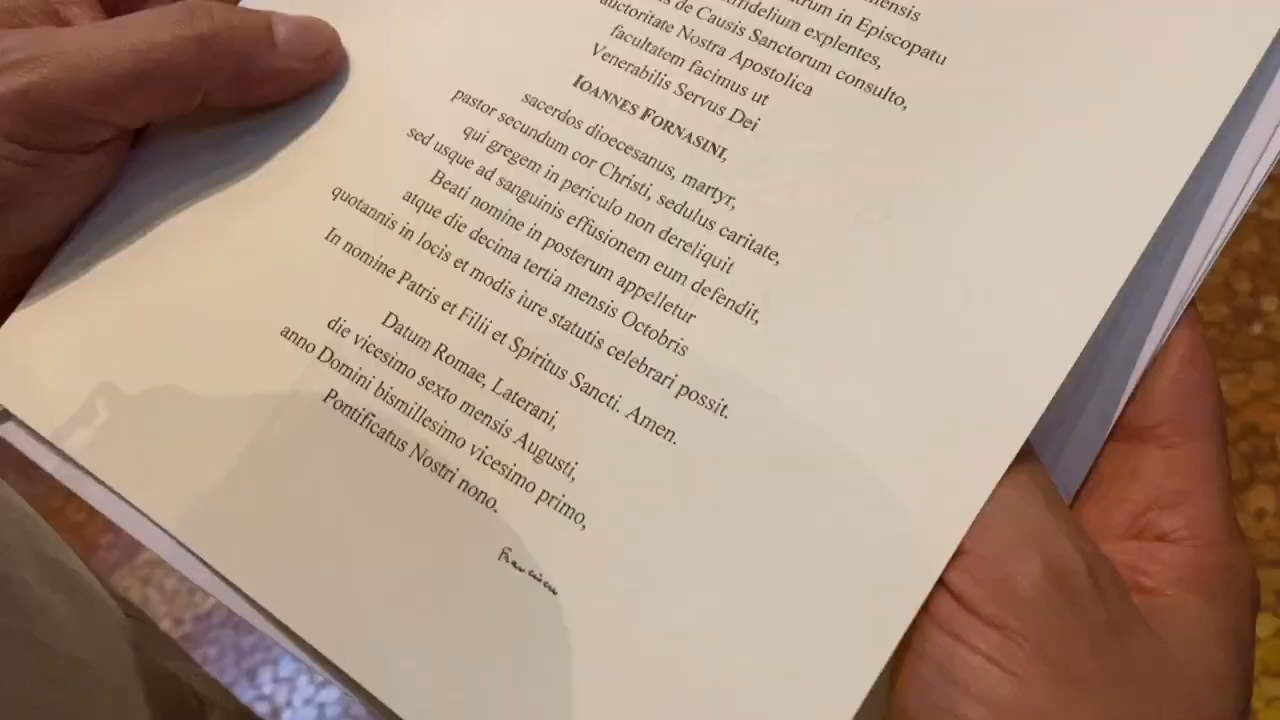 in Episcopatu
explentes,
de Causis Sanctorum consulto,
auctoritate Nostra Apostolica
facultatem facimus ut
Venerabilis Servus Dei
IOANNES FORNASINI,
sacerdos dioecesanus, martyr,
pastor secundum cor Christi, sedulus caritate,
qui gregem in periculo non dereliquit
sed usque ad sanguinis effusionem eum defendit,
Beati nomine in posterum appelletur
atque die decima tertia mensis Octobris
quotannis in locis et modis iure statutis celebrari possit.
In nomine Patris et Filii et Spiritus Sancti. Amen.
Datum Romae, Laterani,
die vicesimo sexto mensis Augusti,
anno Domini bismillesimo vicesimo primo,
Pontificatus Nostri nono.
Franciscus